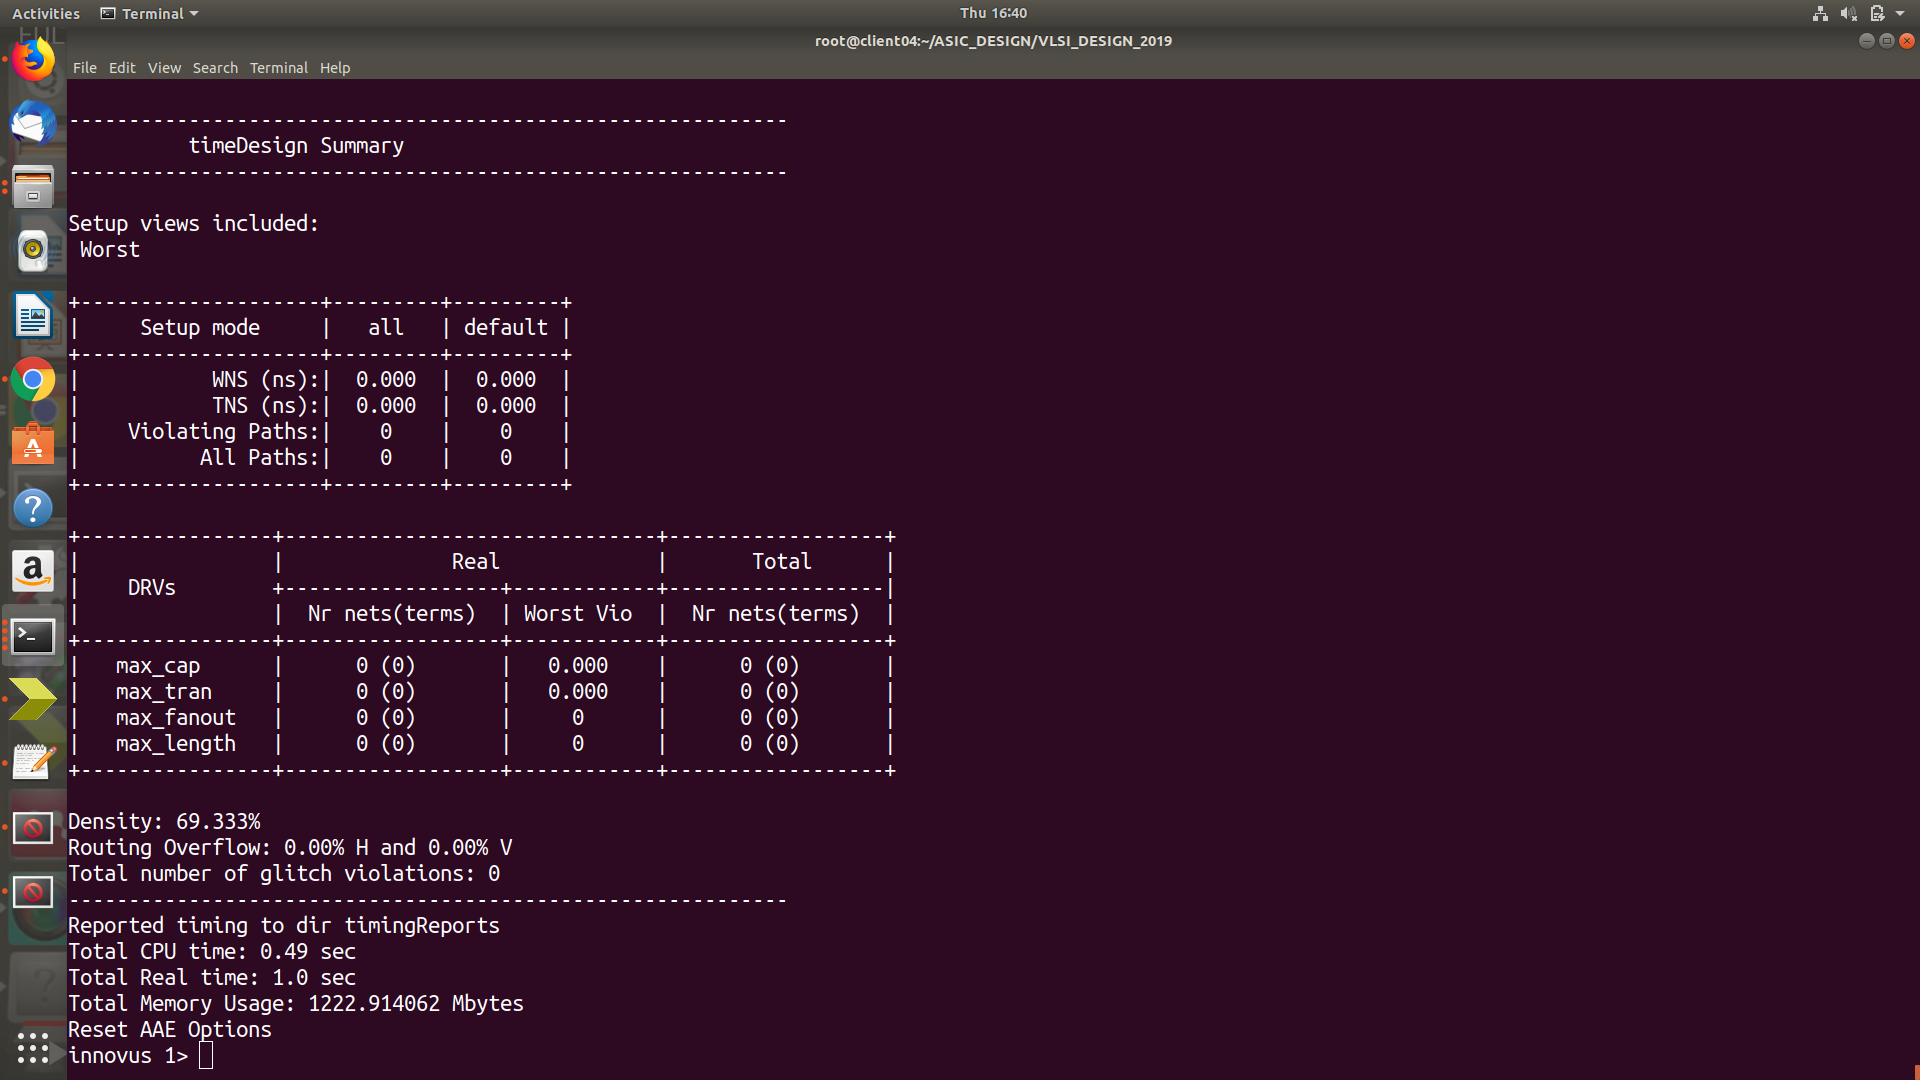 Activities Terminal Thu 16:40
root@client04:~/ASIC_DESIGN/VLSI_DESIGN_2019
File Edit View Search Terminal Help
------------------------------------------------------------
timeDesign Summary
------------------------------------------------------------
Setup views included:
Worst
+--------------------+---------+---------+
| Setup mode | all | default |
+--------------------+---------+---------+
| WNS (ns):| 0.000 | 0.000 |
| TNS (ns):| 0.000 | 0.000 |
| Violating Paths:| 0 | 0 |
| All Paths:| 0 | 0 |
+--------------------+---------+---------+
+----------------+-------------------------------+------------------+
| | Real | Total |
| DRVs +------------------+------------+------------------|
| | Nr nets(terms) | Worst Vio | Nr nets(terms) |
+----------------+------------------+------------+------------------+
| max_cap | 0 (0) | 0.000 | 0 (0) |
| max_tran | 0 (0) | 0.000 | 0 (0) |
| max_fanout | 0 (0) | 0 | 0 (0) |
| max_length | 0 (0) | 0 | 0 (0) |
+----------------+------------------+------------+------------------+
Density: 69.333%
Routing Overflow: 0.00% H and 0.00% V
Total number of glitch violations: 0
------------------------------------------------------------
Reported timing to dir timingReports
Total CPU time: 0.49 sec
Total Real time: 1.0 sec
Total Memory Usage: 1222.914062 Mbytes
Reset AAE Options
innovus 1>